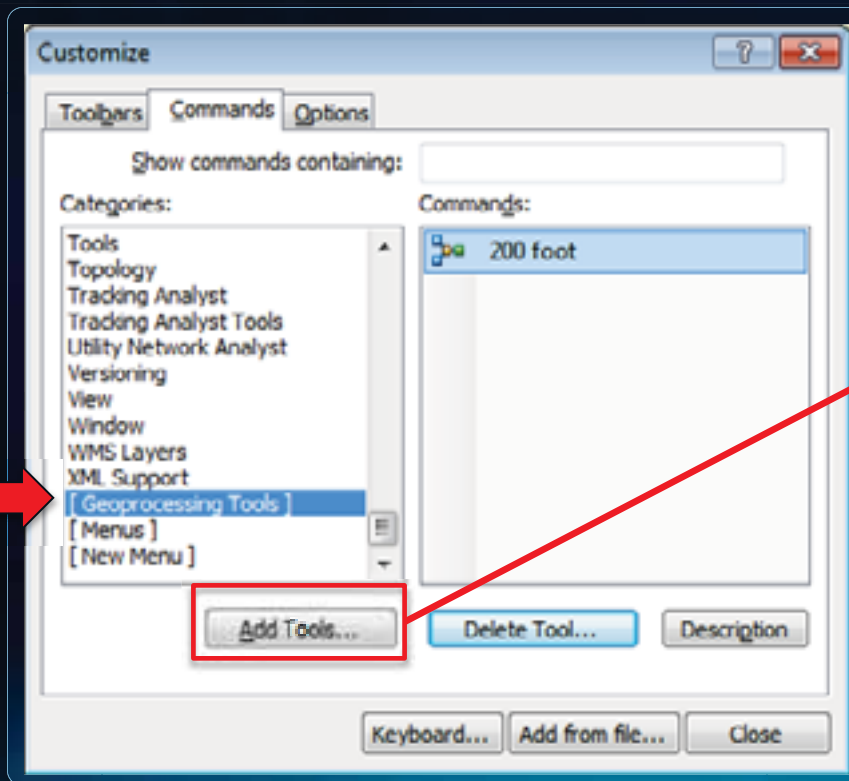 Customize
Toolbars Commands Options
Show commands containing:
Categories: Commands:
Tools
Topology
Tracking Analyst
Tracking Analyst Tools
Utility Network Analyst
Versioning
View
Window
WMS Layers
XML Support
[ Geoprocessing Tools ]
[ Menus ]
[ New Menu ]
200 foot
Add Tools... Delete Tool... Description
Keyboard... Add from file... Close